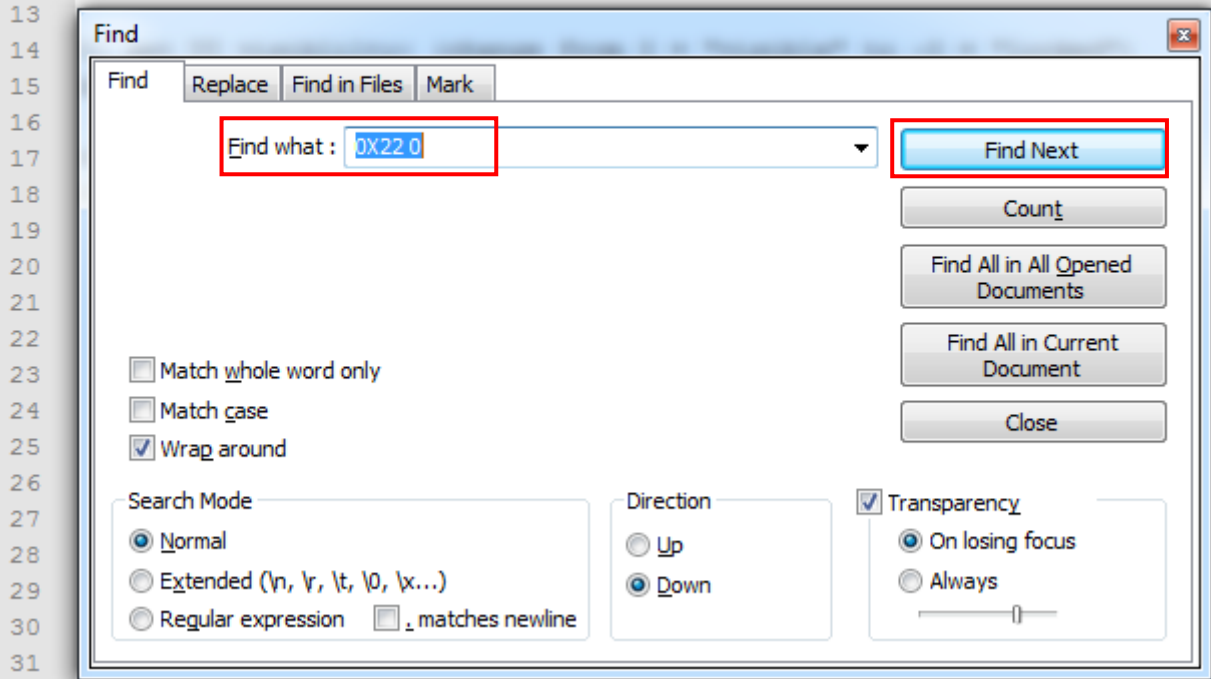 13
14
15
16
17
18
19
20
21
22
23
24
25
26
27
28
29
30
31
Find
Find Replace Find in Files Mark
Find what : 0X22 0
Find Next
Count
Find All in All Opened
Documents
Find All in Current
Document
Close
Match whole word only
Match case
Wrap around
Search Mode
Normal
Extended (\n, \r, \t, \0, \x...)
Regular expression . matches newline
Direction
Up
Down
Transparency
On losing focus
Always